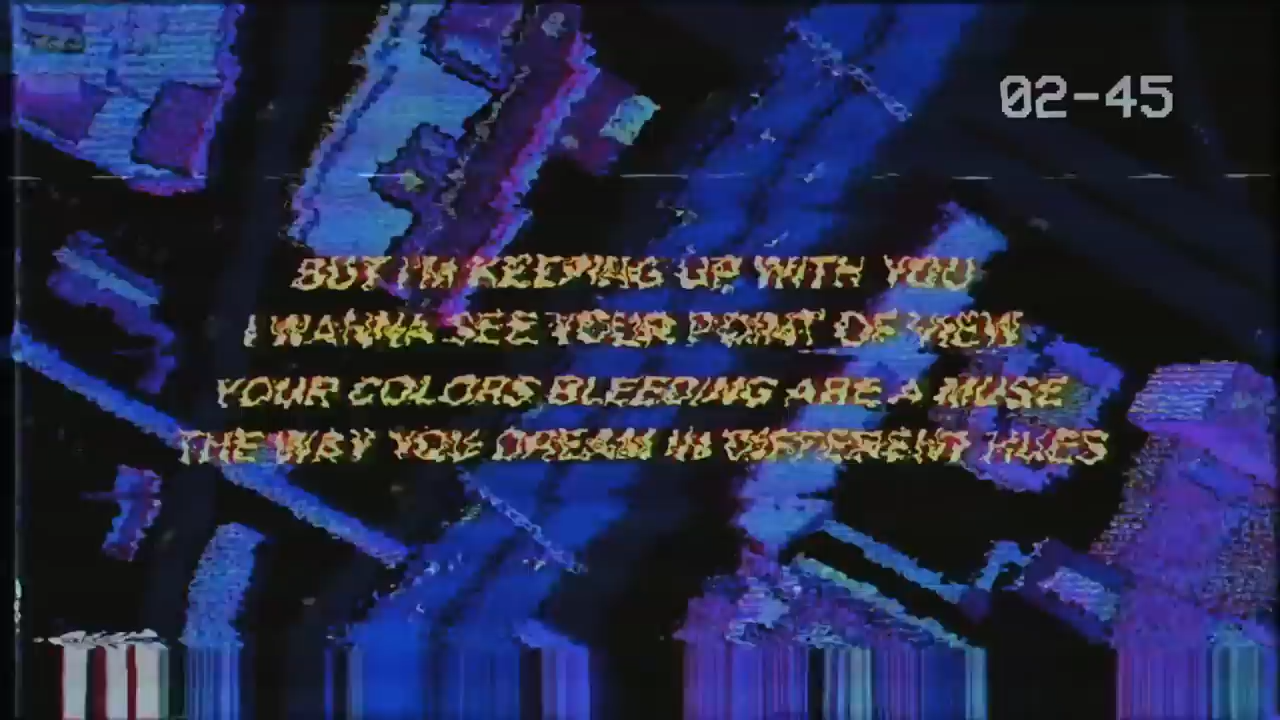 02-45
BUT I'M KEEPING UP WITH YOU
I WANNA SEE YOUR POINT OF VIEW
YOUR COLORS BLEEDING ARE A MUSE
THE WAY YOU DREAM IN DIFFERENT HUES